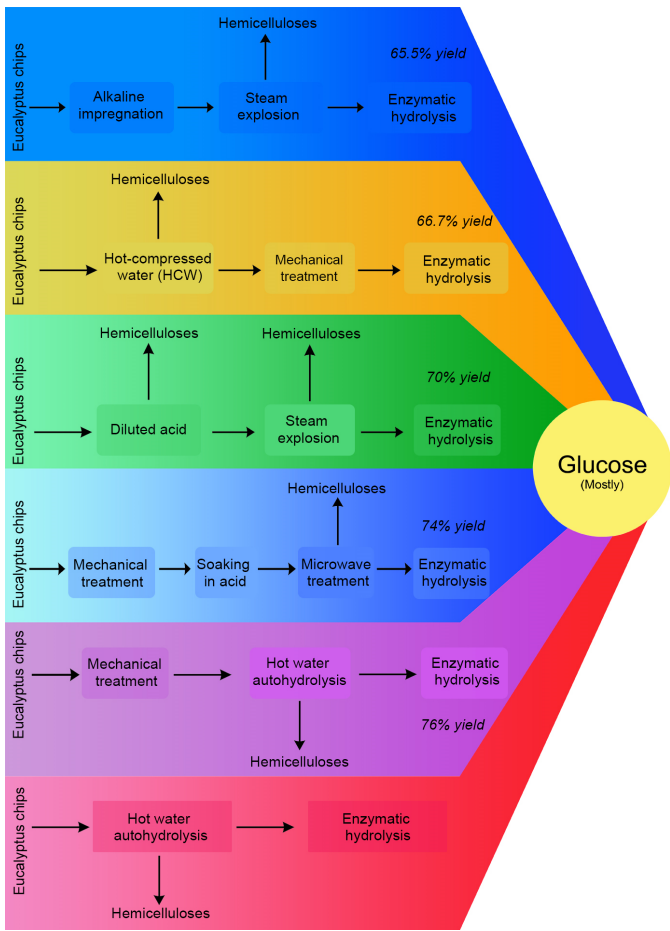 Hemicelluloses
65.5% yield
Eucalyptus chips
Alkaline
impregnation
Steam
explosion
Enzymatic
hydrolysis
Hemicelluloses
66.7% yield
Eucalyptus chips
Hot-compressed
water (HCW)
Mechanical
treatment
Enzymatic
hydrolysis
Hemicelluloses
Hemicelluloses
70% yield
Eucalyptus chips
Diluted acid
Steam
explosion
Enzymatic
hydrolysis
Glucose
(Mostly)
Hemicelluloses
74% yield
Eucalyptus chips
Mechanical
treatment
Soaking
in acid
Microwave
treatment
Enzymatic
hydrolysis
Eucalyptus chips
Mechanical
treatment
Hot water
autohydrolysis
Enzymatic
hydrolysis
76% yield
Hemicelluloses
Eucalyptus chips
Hot water
autohydrolysis
Enzymatic
hydrolysis
Hemicelluloses